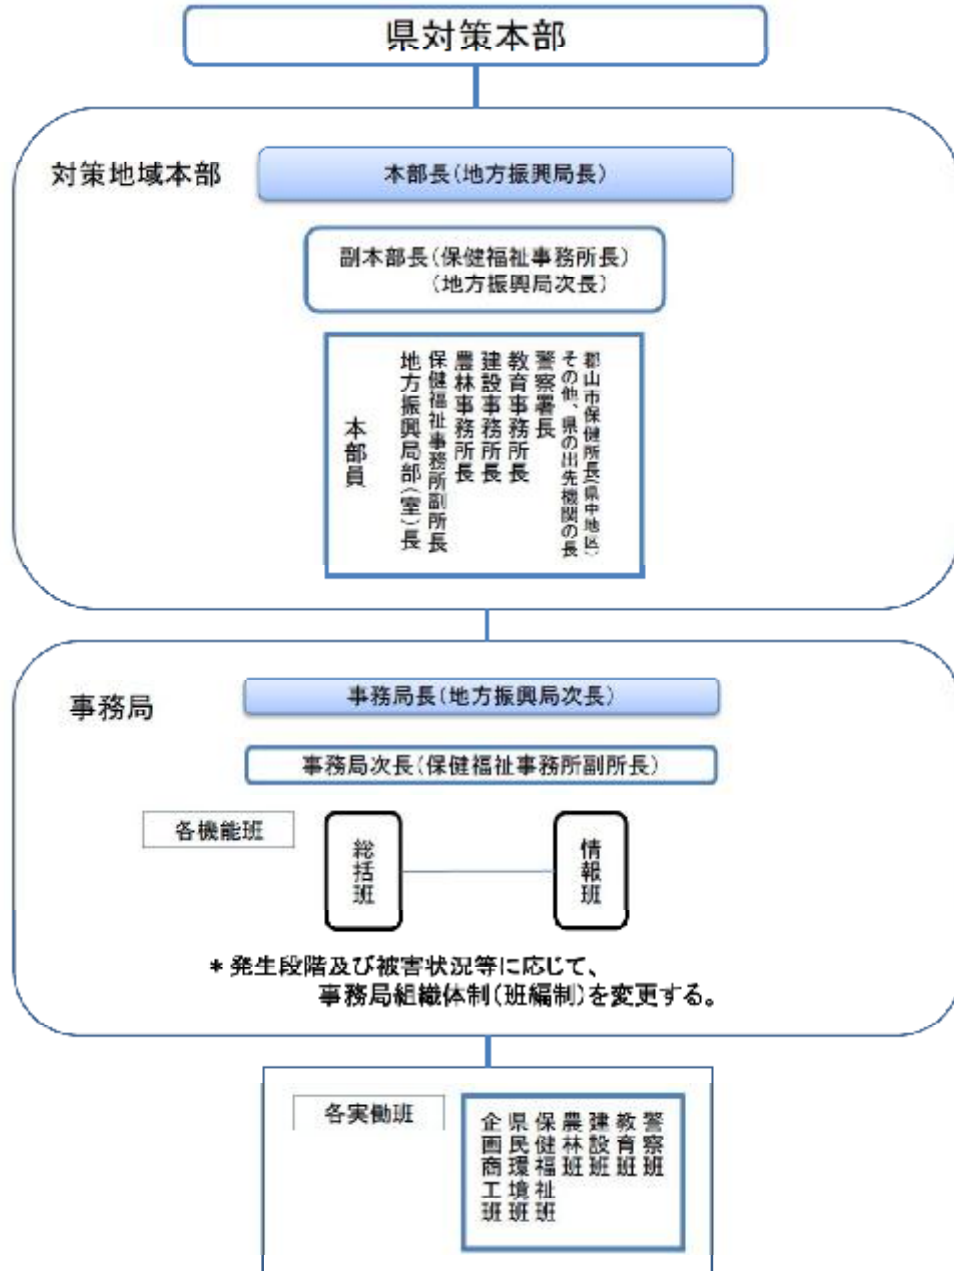 県対策本部
対策地域本部
本部長(地方振興局長)
副本部長(保健福祉事務所長)
(地方振興局次長)
本部員
地方振興局部(室)長
保健福祉事務所副所長
農林事務所長
建設事務所長
教育事務所長
警察署長
その他、県の出先機関の長
郡山市保健所長(県中地区)
事務局
事務局長(地方振興局次長)
事務局次長(保健福祉事務所副所長)
各機能班
総括班
情報班
*発生段階及び被害状況等に応じて、
事務局組織体制(班編制)を変更する。
各実働班
企画商工班
県民環境班
保健福祉班
農林班
建設班
教育班
警察班